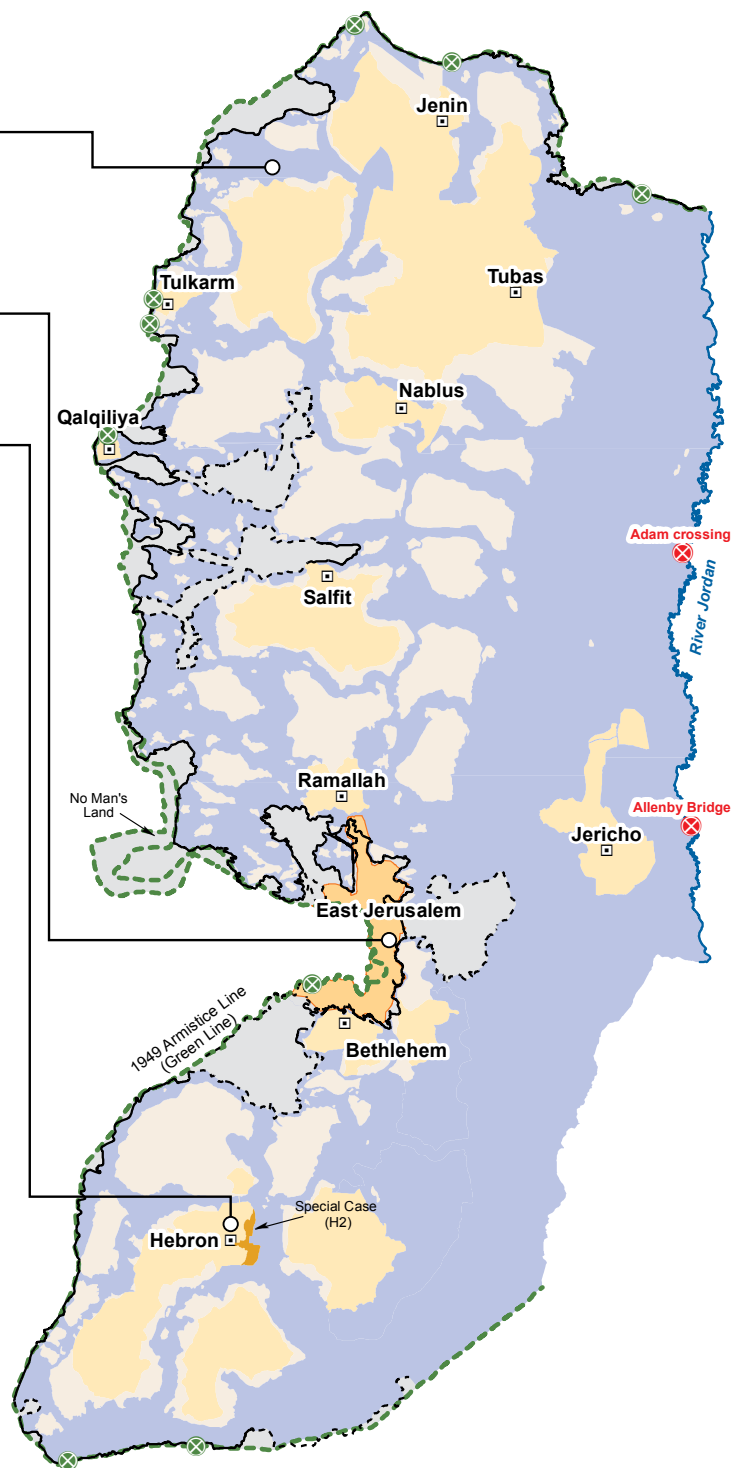 Jenin
Tulkarm
Tubas
Nablus
Qalqiliya
Adam crossing
River Jordan
Salfit
Ramallah
No Man's
Land
Allenby Bridge
Jericho
East Jerusalem
1949 Armistice Line
(Green Line)
Bethlehem
Special Case
(H2)
Hebron